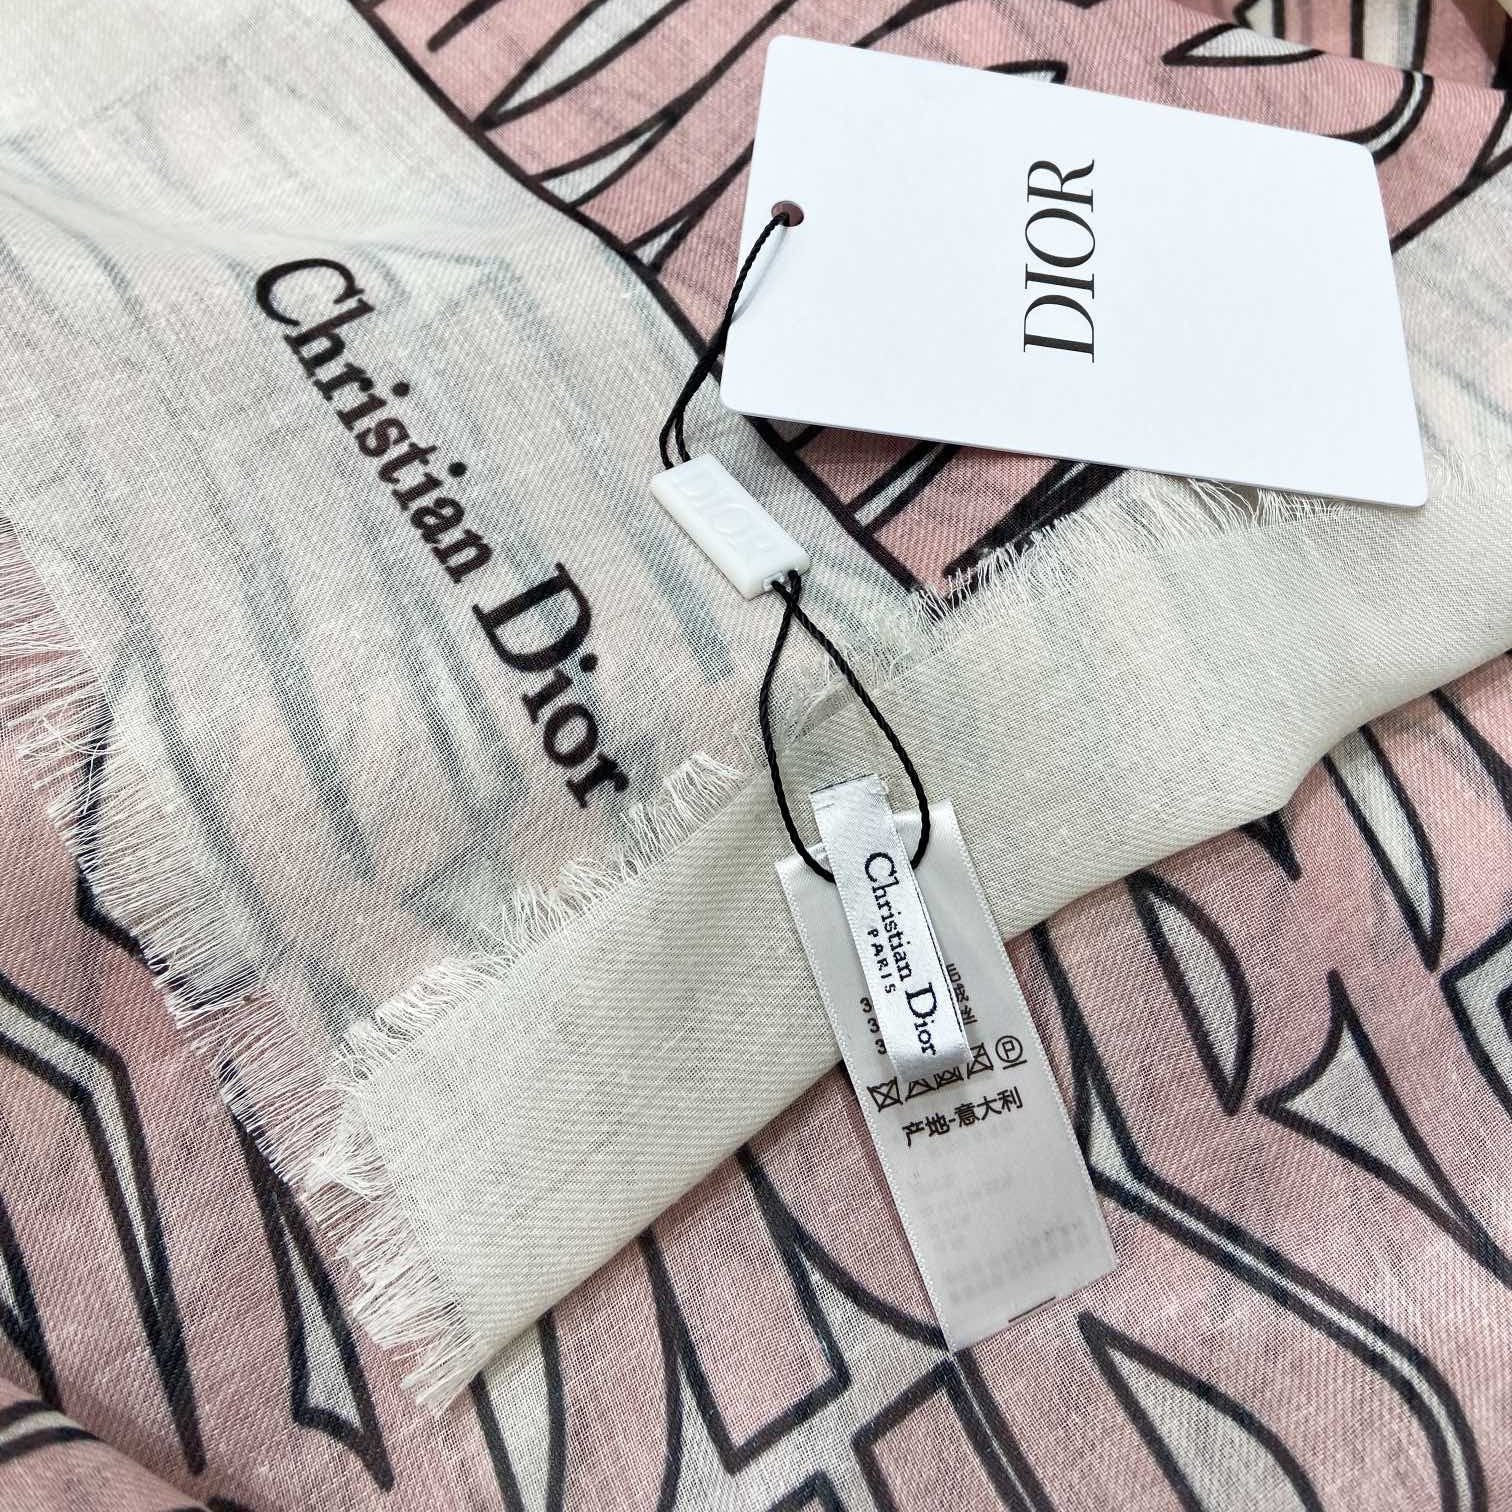 DIOR
Christian Dior
DIOR
Christian Dior
PARIS
产地-意大利